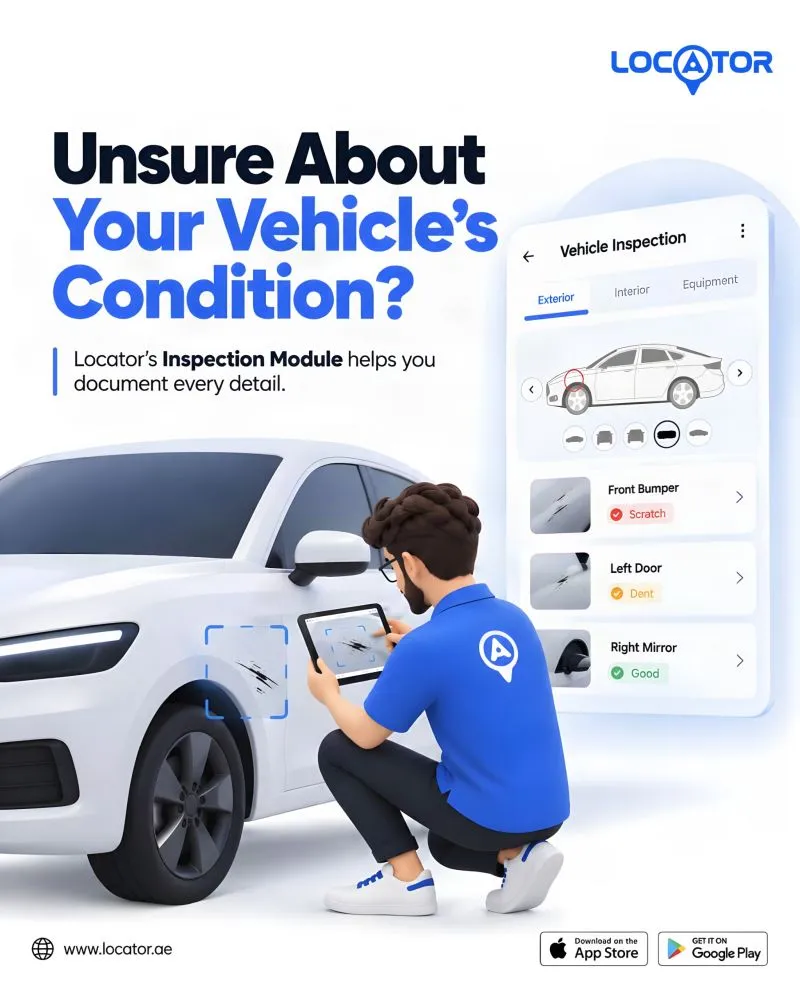 LOCATOR
Unsure About
Your Vehicle's
Condition?
Locator's Inspection Module helps you
document every detail.
Vehicle Inspection
Exterior
Interior
Equipment
Front Bumper
Scratch
Left Door
Dent
Right Mirror
Good
A
www.locator.ae
Download on the
App Store
GET IT ON
Google Play